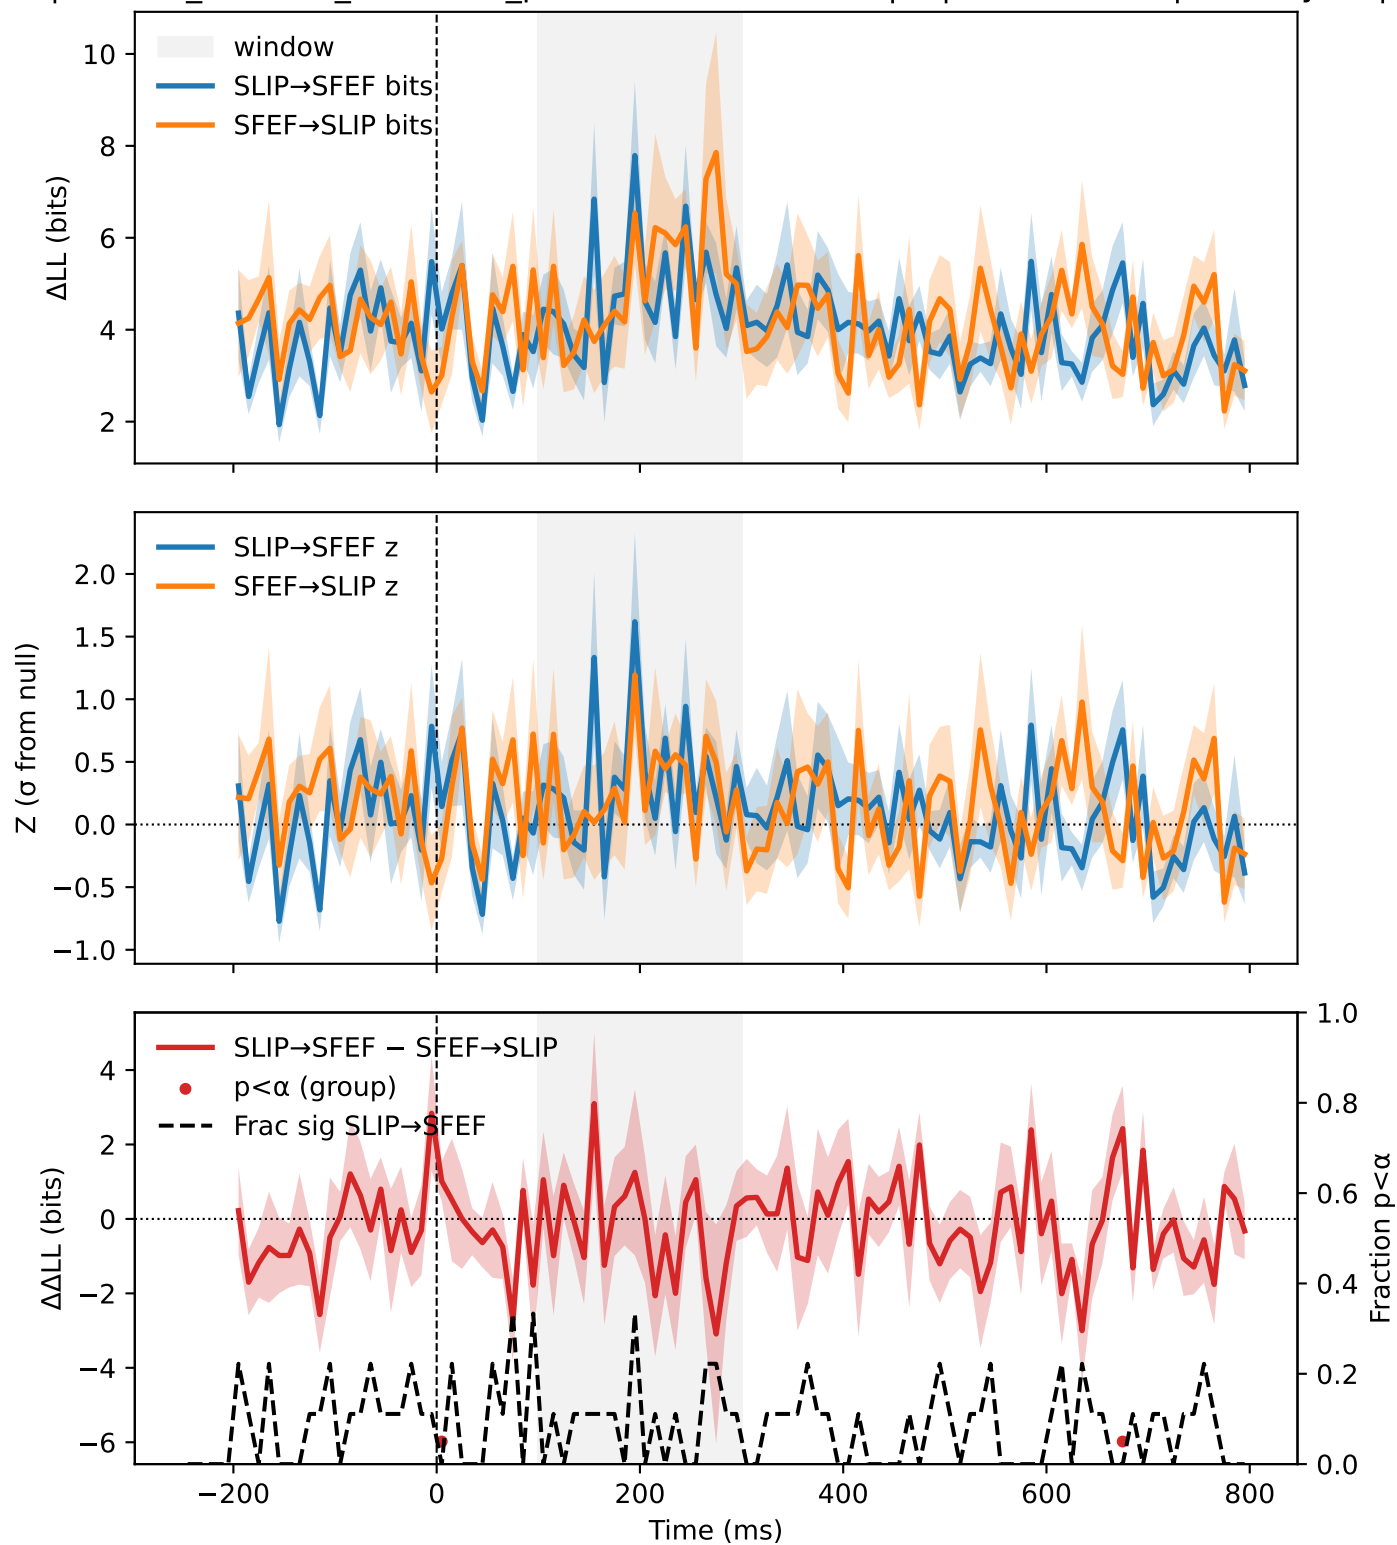 window
SLIP→SFEF bits
SFEF→SLIP bits
ΔLL (bits)
10
8
6
4
2
SLIP→SFEF z
SFEF→SLIP z
Z (σ from null)
2.0
1.5
1.0
0.5
0.0
−0.5
−1.0
SLIP→SFEF − SFEF→SLIP
p<α (group)
Frac sig SLIP→SFEF
ΔΔLL (bits)
4
2
0
−2
−4
−6
1.0
0.8
0.6
0.4
0.2
0.0
Fraction p<α
−200 0 200 400 600 800
Time (ms)